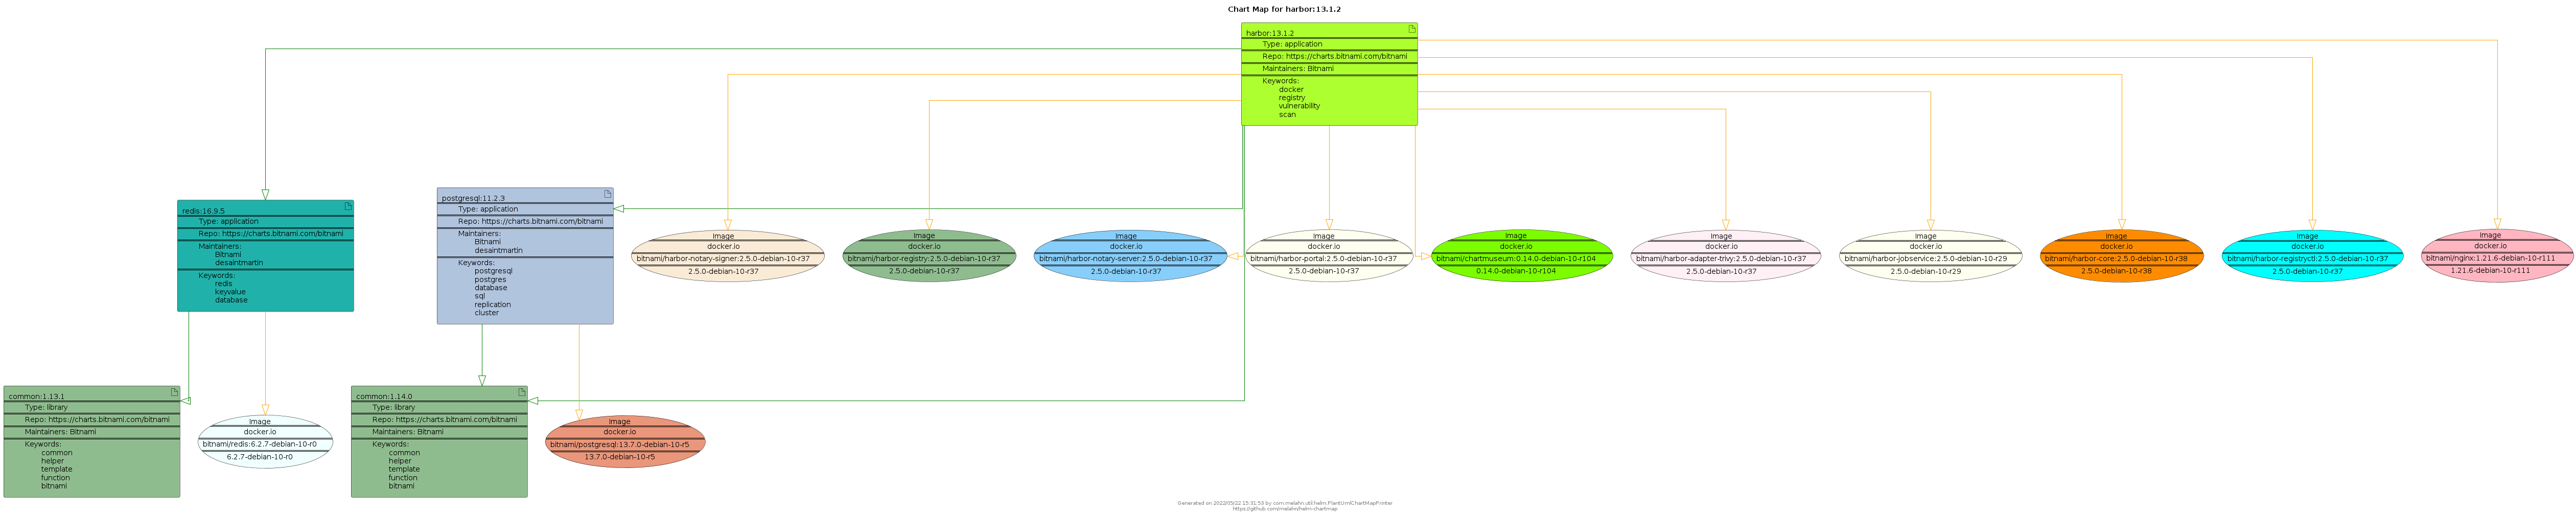 Chart Map for harbor:13.1.2
harbor:13.1.2
Type: application
Repo: https://charts.bitnami.com/bitnami
Maintainers: Bitnami
Keywords:
docker
registry
vulnerability
scan
redis:16.9.5
Type: application
Repo: https://charts.bitnami.com/bitnami
Maintainers:
Bitnami
desaintmartin
Keywords:
redis
keyvalue
database
postgresql:11.2.3
Type: application
Repo: https://charts.bitnami.com/bitnami
Maintainers:
Bitnami
desaintmartin
Keywords:
postgresql
postgres
database
sql
replication
cluster
Image
docker.io
bitnami/harbor-notary-signer:2.5.0-debian-10-r37
2.5.0-debian-10-r37
Image
docker.io
bitnami/harbor-registry:2.5.0-debian-10-r37
2.5.0-debian-10-r37
Image
docker.io
bitnami/harbor-notary-server:2.5.0-debian-10-r37
2.5.0-debian-10-r37
Image
docker.io
bitnami/harbor-portal:2.5.0-debian-10-r37
2.5.0-debian-10-r37
Image
docker.io
bitnami/chartmuseum:0.14.0-debian-10-r104
0.14.0-debian-10-r104
Image
docker.io
bitnami/harbor-adapter-trivy:2.5.0-debian-10-r37
2.5.0-debian-10-r37
Image
docker.io
bitnami/harbor-jobservice:2.5.0-debian-10-r29
2.5.0-debian-10-r29
Image
docker.io
bitnami/harbor-core:2.5.0-debian-10-r38
2.5.0-debian-10-r38
Image
docker.io
bitnami/harbor-registryctl:2.5.0-debian-10-r37
2.5.0-debian-10-r37
Image
docker.io
bitnami/nginx:1.21.6-debian-10-r111
1.21.6-debian-10-r111
common:1.13.1
Type: library
Repo: https://charts.bitnami.com/bitnami
Maintainers: Bitnami
Keywords:
common
helper
template
function
bitnami
Image
docker.io
bitnami/redis:6.2.7-debian-10-r0
6.2.7-debian-10-r0
common:1.14.0
Type: library
Repo: https://charts.bitnami.com/bitnami
Maintainers: Bitnami
Keywords:
common
helper
template
function
bitnami
Image
docker.io
bitnami/postgresql:13.7.0-debian-10-r5
13.7.0-debian-10-r5
Generated on 2022/05/22 15:31:53 by com.melahn.util.helm.PlantUmlChartMapPrinter
https://github.com/melahn/helm-chartmap